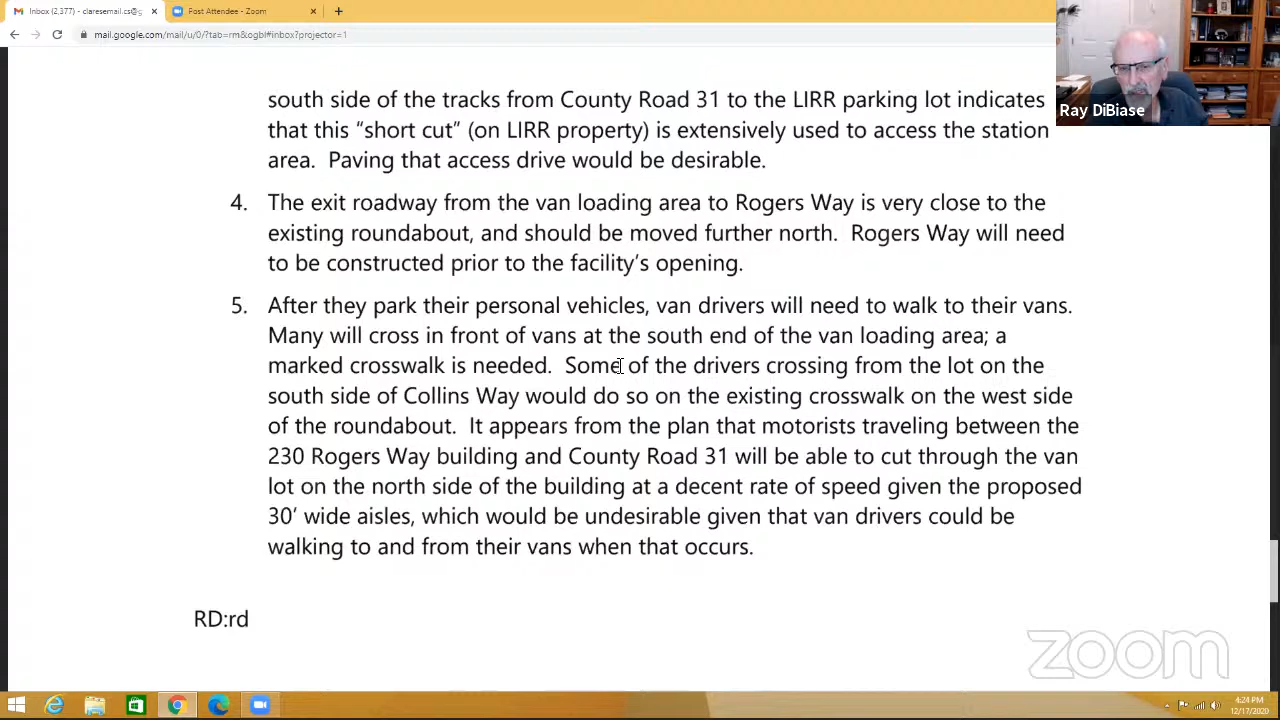 Inbox (2,377) - claresemail.cs@g
Post Attendee - Zoom
mail.google.com/mail/u/0/?tab=rm&ogbl#inbox?projector=1
Ray DiBiase
south side of the tracks from County Road 31 to the LIRR parking lot indicates
that this “short cut” (on LIRR property) is extensively used to access the station
area.  Paving that access drive would be desirable.
4. The exit roadway from the van loading area to Rogers Way is very close to the
existing roundabout, and should be moved further north.  Rogers Way will need
to be constructed prior to the facility’s opening.
5. After they park their personal vehicles, van drivers will need to walk to their vans.
Many will cross in front of vans at the south end of the van loading area; a
marked crosswalk is needed.  Some of the drivers crossing from the lot on the
south side of Collins Way would do so on the existing crosswalk on the west side
of the roundabout.  It appears from the plan that motorists traveling between the
230 Rogers Way building and County Road 31 will be able to cut through the van
lot on the north side of the building at a decent rate of speed given the proposed
30’ wide aisles, which would be undesirable given that van drivers could be
walking to and from their vans when that occurs.
RD:rd
zoom
4:24 PM
12/17/2020